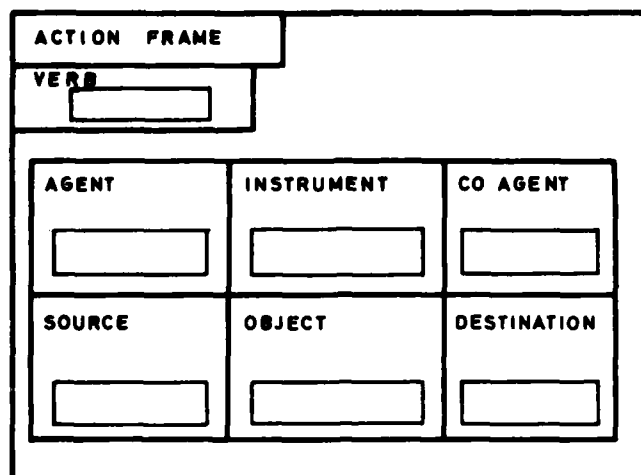 ACTION FRAME
VERB
AGENT INSTRUMENT CO AGENT
SOURCE OBJECT DESTINATION